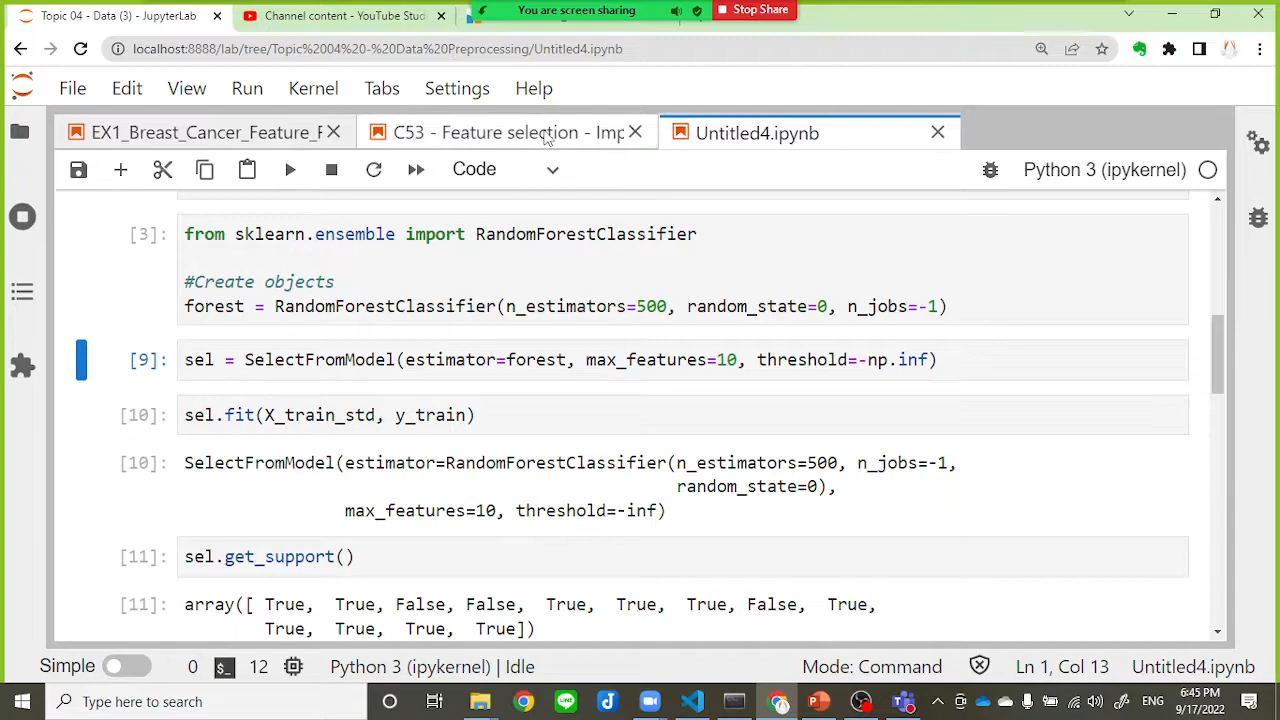 Topic 04 - Data (3) - JupyterLab
Channel content - YouTube Studi
You are screen sharing
Stop Share
localhost:8888/lab/tree/Topic%2004%20-%20Data%20Preprocessing/Untitled4.ipynb
File Edit View Run Kernel Tabs Settings Help
EX1_Breast_Cancer_Feature_F
C53 - Feature selection - Imp
Untitled4.ipynb
Code
Python 3 (ipykernel)
[3]: from sklearn.ensemble import RandomForestClassifier
#Create objects
forest = RandomForestClassifier(n_estimators=500, random_state=0, n_jobs=-1)
[9]: sel = SelectFromModel(estimator=forest, max_features=10, threshold=-np.inf)
[10]: sel.fit(X_train_std, y_train)
[10]: SelectFromModel(estimator=RandomForestClassifier(n_estimators=500, n_jobs=-1,
random_state=0),
max_features=10, threshold=-inf)
[11]: sel.get_support()
[11]: array([ True, True, False, False, True, True, True, False, True,
True, True, True, True])
Simple 0 $_ 12 Python 3 (ipykernel) | Idle Mode: Command Ln 1, Col 13 Untitled4.ipynb
Type here to search
ENG
6:45 PM
9/17/2022